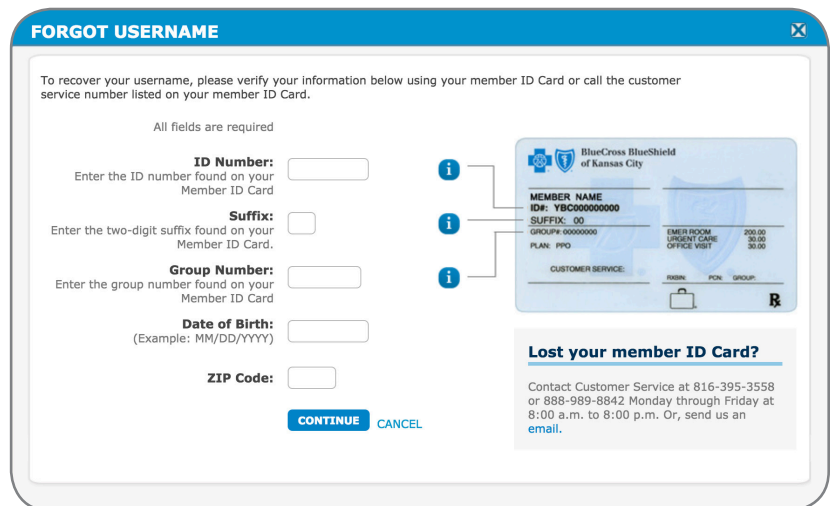 FORGOT USERNAME
To recover your username, please verify your information below using your member ID Card or call the customer
service number listed on your member ID Card.
All fields are required
ID Number:
Enter the ID number found on your
Member ID Card
Suffix:
Enter the two-digit suffix found on your
Member ID Card.
Group Number:
Enter the group number found on your
Member ID Card
Date of Birth:
(Example: MM/DD/YYYY)
ZIP Code:
CONTINUE CANCEL
i
i
i
BlueCross BlueShield
of Kansas City
MEMBER NAME
ID#: YBC000000000
SUFFIX: 00
GROUP#: 00000000
PLAN: PPO
EMER ROOM 200.00
URGENT CARE 30.00
OFFICE VISIT 30.00
CUSTOMER SERVICE:
RXBIN: PCN: GROUP:
Rx
Lost your member ID Card?
Contact Customer Service at 816-395-3558
or 888-989-8842 Monday through Friday at
8:00 a.m. to 8:00 p.m. Or, send us an
email.